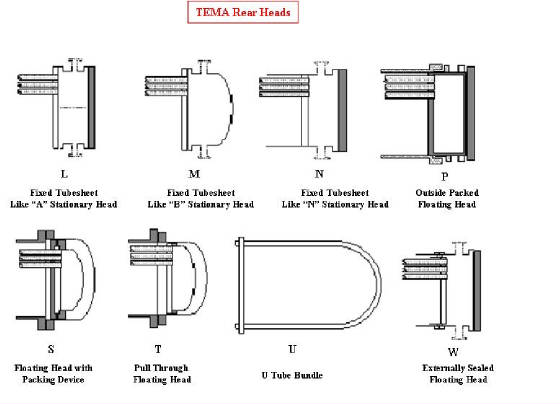 TEMA Rear Heads
L
M
N
P
Fixed Tubesheet
Like "A" Stationary Head
Fixed Tubesheet
Like "B" Stationary Head
Fixed Tubesheet
Like "N" Stationary Head
Outside Packed
Floating Head
S
T
U
W
Floating Head with
Packing Device
Pull Through
Floating Head
U Tube Bundle
Externally Sealed
Floating Head